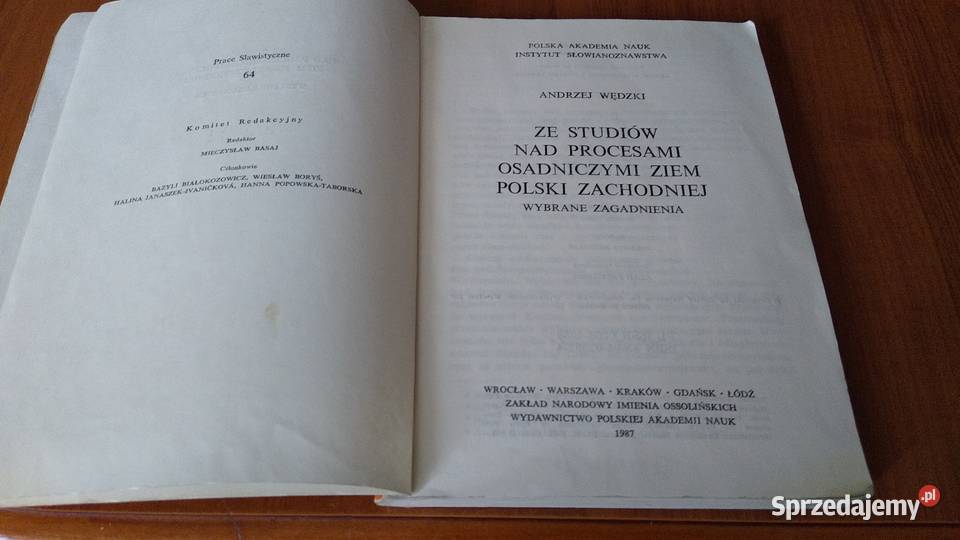 Prace Slawistyczne
64
Komitet Redakcyjny
Redaktor
MIECZYSŁAW BASAJ
Członkowie
BAZYLI BIAŁOKOZOWICZ, WIESŁAW BORYŚ,
HALINA JANASZEK-IVANIČKOVÁ, HANNA POPOWSKA-TABORSKA
POLSKA AKADEMIA NAUK
INSTYTUT SŁOWIANOZNAWSTWA
ANDRZEJ WĘDZKI
ZE STUDIÓW
NAD PROCESAMI
OSADNICZYMI ZIEM
POLSKI ZACHODNIEJ
WYBRANE ZAGADNIENIA
WROCŁAW · WARSZAWA · KRAKÓW · GDAŃSK · ŁÓDŹ
ZAKŁAD NARODOWY IMIENIA OSSOLIŃSKICH
WYDAWNICTWO POLSKIEJ AKADEMII NAUK
1987
Sprzedajemy.pl